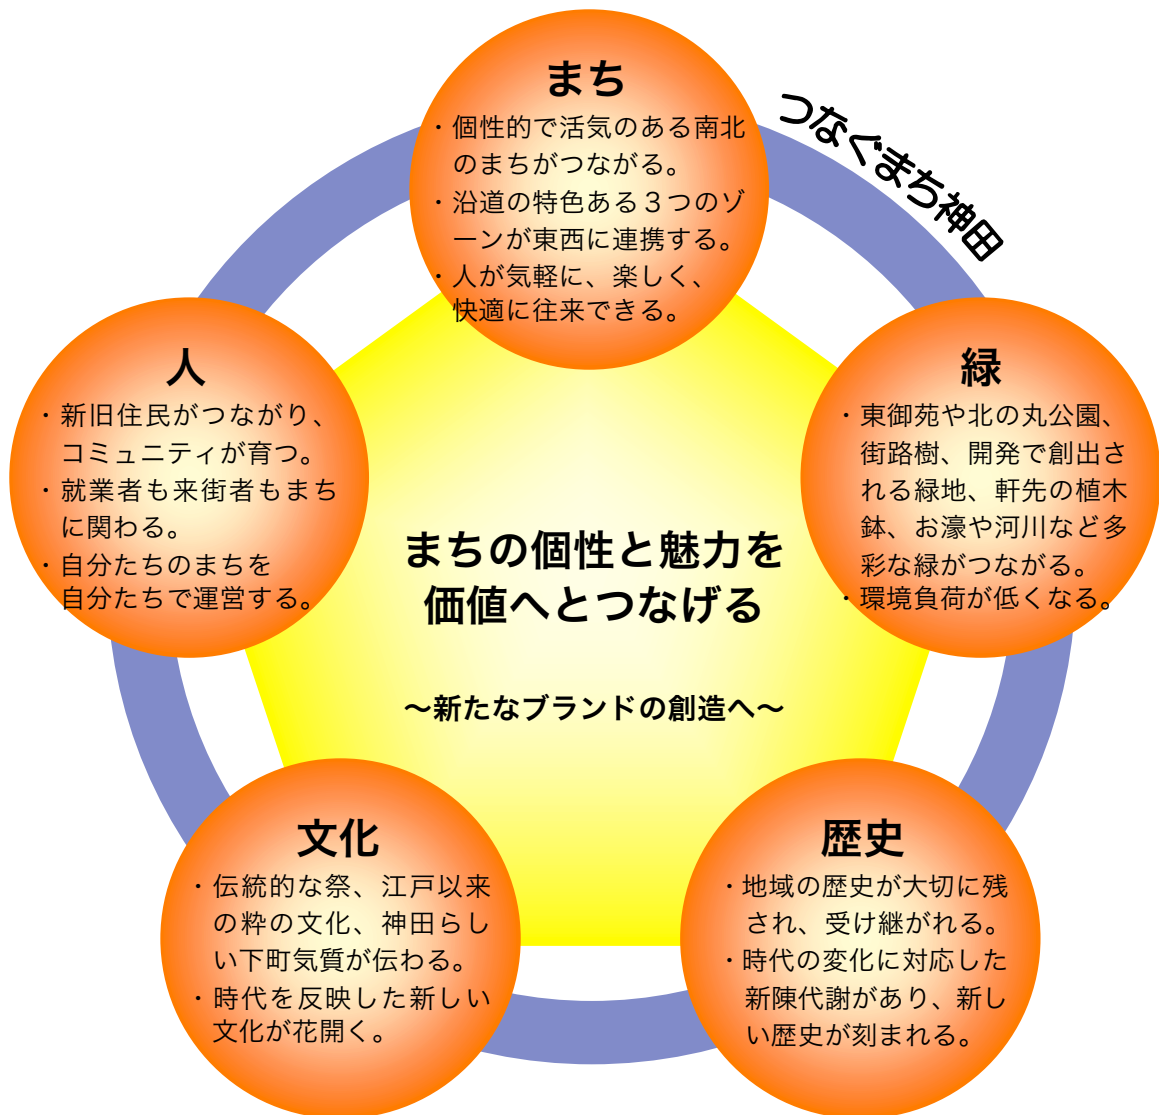 まち
・個性的で活気のある南北
のまちがつながる。
・沿道の特色ある３つのゾ
ーンが東西に連携する。
・人が気軽に、楽しく、
快適に往来できる。
つなぐまち神田
人
・新旧住民がつながり、
コミュニティが育つ。
・就業者も来街者もまち
に関わる。
・自分たちのまちを
自分たちで運営する。
緑
・東御苑や北の丸公園、
街路樹、開発で創出さ
れる緑地、軒先の植木
鉢、お濠や河川など多
彩な緑がつながる。
・環境負荷が低くなる。
まちの個性と魅力を
価値へとつなげる
～新たなブランドの創造へ～
文化
・伝統的な祭、江戸以来
の粋の文化、神田らし
い下町気質が伝わる。
・時代を反映した新しい
文化が花開く。
歴史
・地域の歴史が大切に残
され、受け継がれる。
・時代の変化に対応した
新陳代謝があり、新し
い歴史が刻まれる。